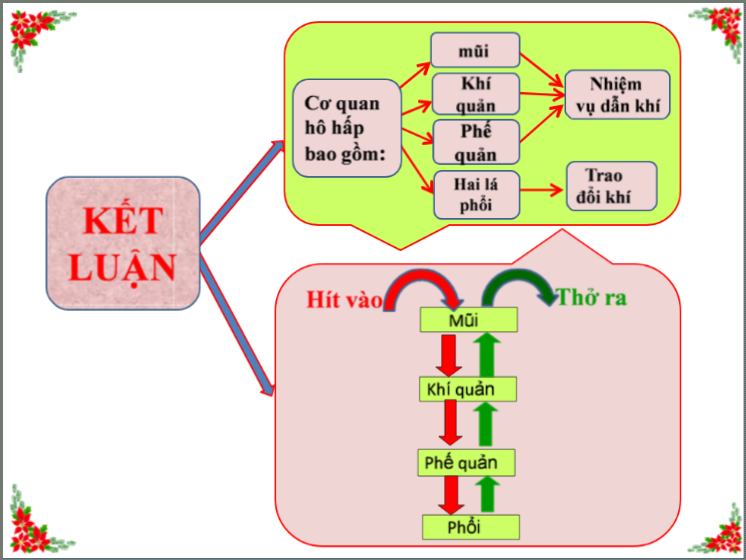 KẾT
LUẬN
Cơ quan
hô hấp
bao gồm:
mũi
Khí
quản
Phế
quản
Hai lá
phổi
Nhiệm
vụ dẫn khí
Trao
đổi khí
Hít vào
Thở ra
Mũi
Khí quản
Phế quản
Phổi